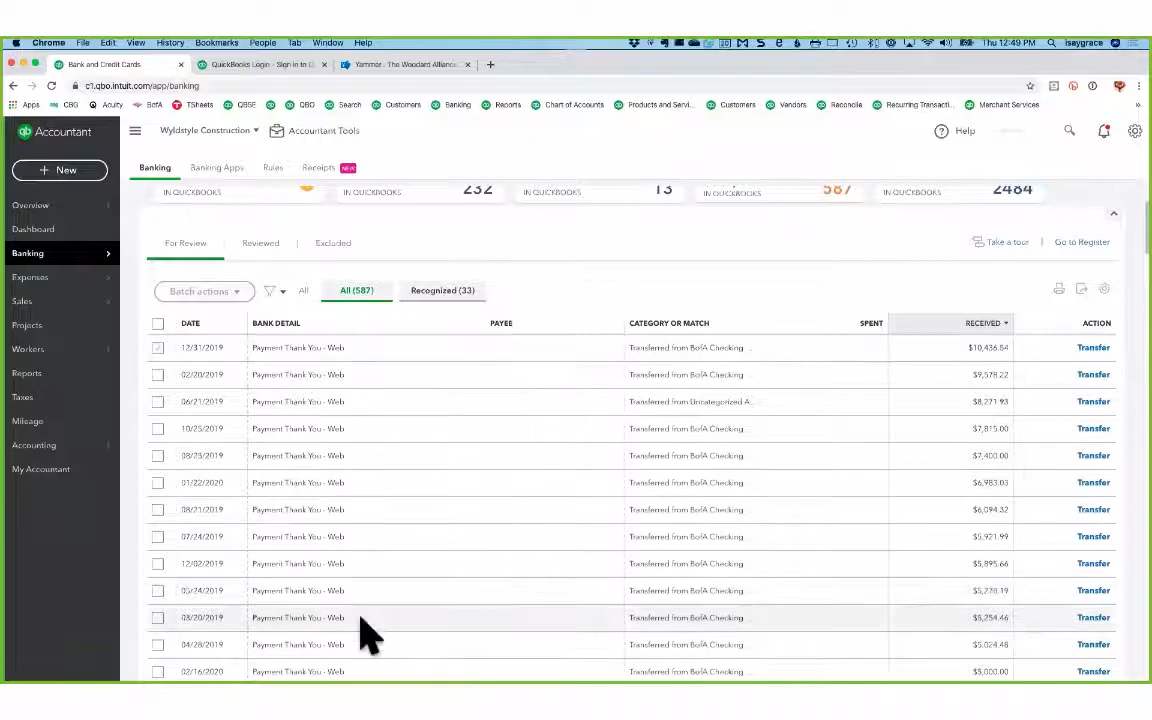 Chrome File Edit View History Bookmarks People Tab Window Help Thu 12:49 PM isaygrace
Bank and Credit Cards QuickBooks Login - Sign in to Q Yammer : The Woodard Alliance
c1.qbo.intuit.com/app/banking
Apps CBG Acuity BofA TSheets QBSE QBO Search Customers Banking Reports Chart of Accounts Products and Servi... Customers Vendors Reconcile Recurring Transacti... Merchant Services
qb Accountant Wyldstyle Construction Accountant Tools Help
+ New
Banking Banking Apps Rules Receipts NEW
IN QUICKBOOKS IN QUICKBOOKS 232 IN QUICKBOOKS 13 IN QUICKBOOKS 587 IN QUICKBOOKS 2484
Overview
Dashboard
Banking
Expenses
Sales
Projects
Workers
Reports
Taxes
Mileage
Accounting
My Accountant
For Review Reviewed Excluded Take a tour Go to Register
Batch actions All All (587) Recognized (33)
DATE BANK DETAIL PAYEE CATEGORY OR MATCH SPENT RECEIVED ACTION
12/31/2019 Payment Thank You - Web Transferred from BofA Checking ... $10,436.54 Transfer
02/20/2019 Payment Thank You - Web Transferred from BofA Checking $9,578.22 Transfer
06/21/2019 Payment Thank You - Web Transferred from Uncategorized A... $8,271.93 Transfer
10/25/2019 Payment Thank You - Web Transferred from BofA Checking $7,815.00 Transfer
08/23/2019 Payment Thank You - Web Transferred from BofA Checking $7,400.00 Transfer
01/22/2020 Payment Thank You - Web Transferred from BofA Checking $6,983.03 Transfer
08/21/2019 Payment Thank You - Web Transferred from BofA Checking $6,094.32 Transfer
07/24/2019 Payment Thank You - Web Transferred from BofA Checking $5,921.99 Transfer
12/02/2019 Payment Thank You - Web Transferred from BofA Checking $5,895.66 Transfer
05/24/2019 Payment Thank You - Web Transferred from BofA Checking $5,278.19 Transfer
08/20/2019 Payment Thank You - Web Transferred from BofA Checking $5,254.46 Transfer
04/28/2019 Payment Thank You - Web Transferred from BofA Checking $5,024.48 Transfer
02/16/2020 Payment Thank You - Web Transferred from BofA Checking $5,000.00 Transfer